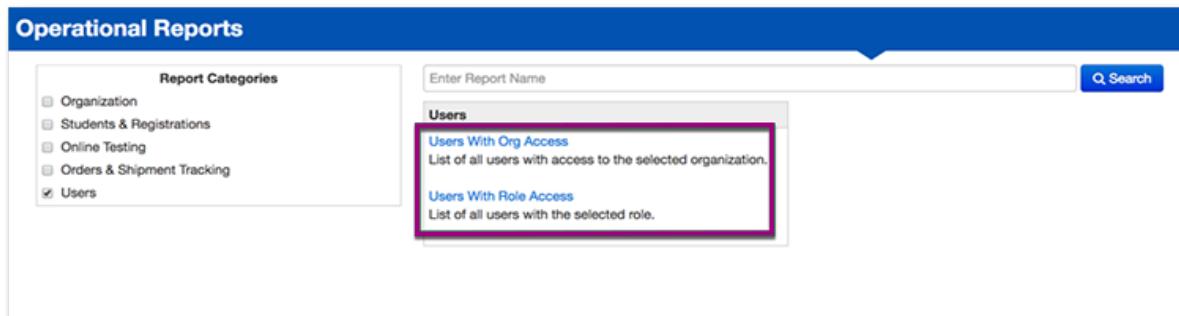 Operational Reports
Report Categories
Organization
Students & Registrations
Online Testing
Orders & Shipment Tracking
Users
Enter Report Name
Search
Users
Users With Org Access
List of all users with access to the selected organization.
Users With Role Access
List of all users with the selected role.